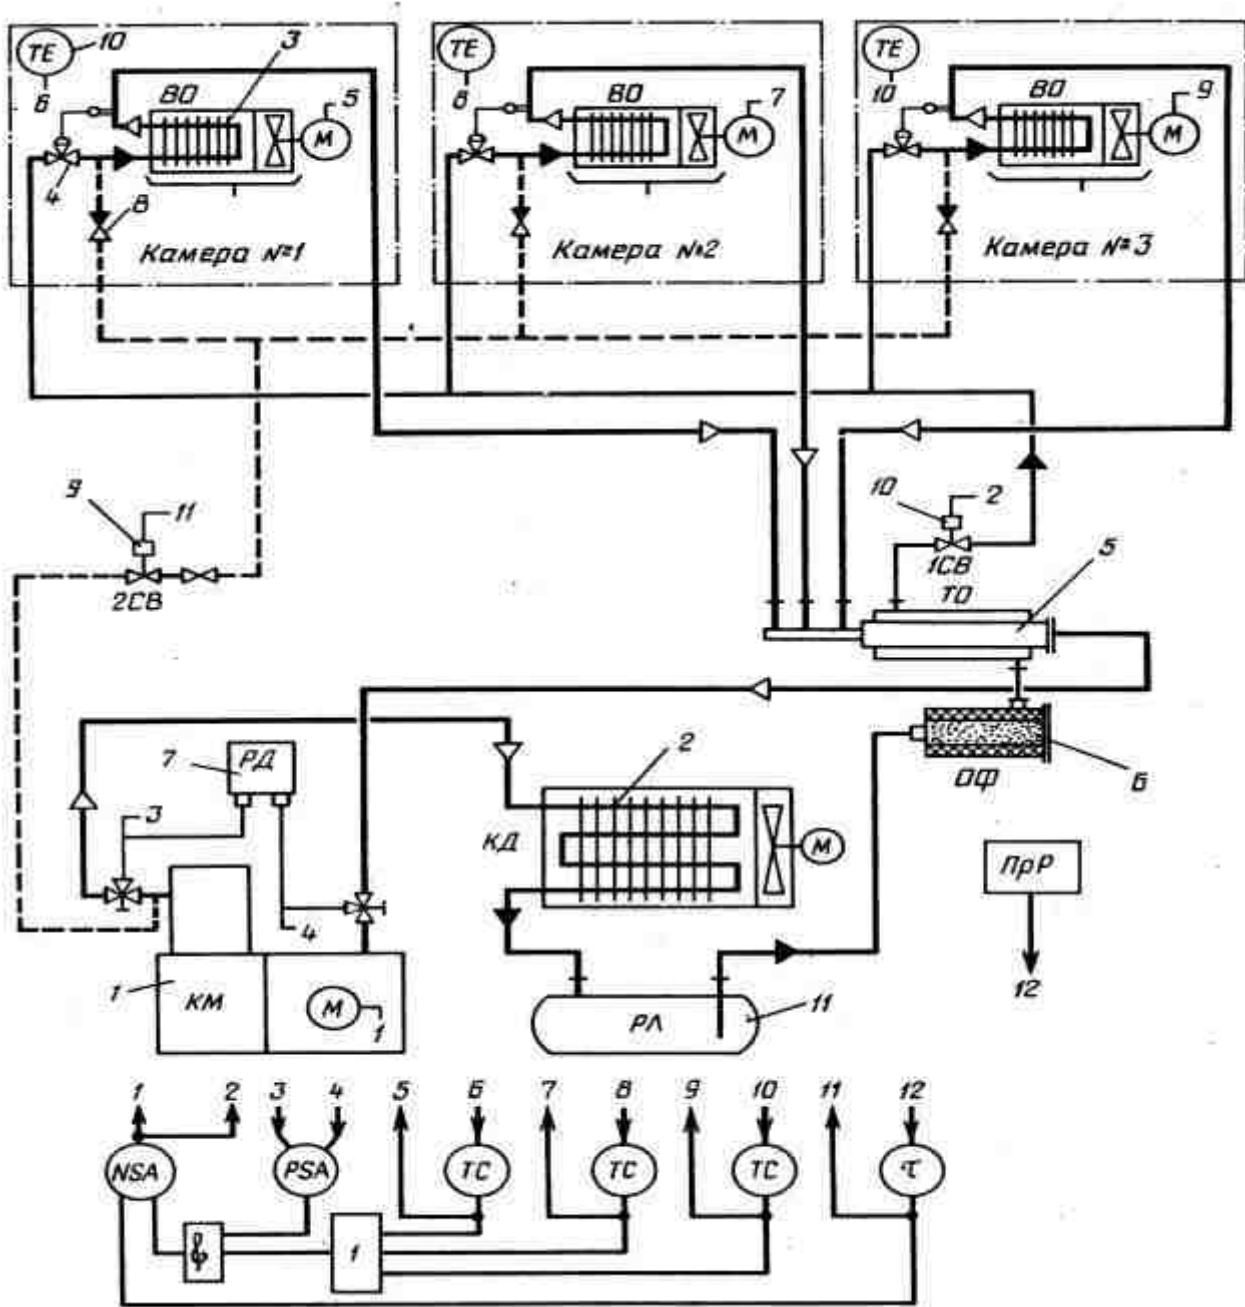 TE 10 3 TE TE
6 ВО 5 8 ВО 7 10 ВО 9
М М М
4 8
Камера №1 Камера №2 Камера №3
9 11 10 2
2СВ 1СВ 5
ТО
7 РД 2
ОФ 6
3 КД М ПрР
4 12
1 КМ М 1 РЛ 11
1 2 3 4 5 6 7 8 9 10 11 12
NSA PSA TC TC TC τ
1